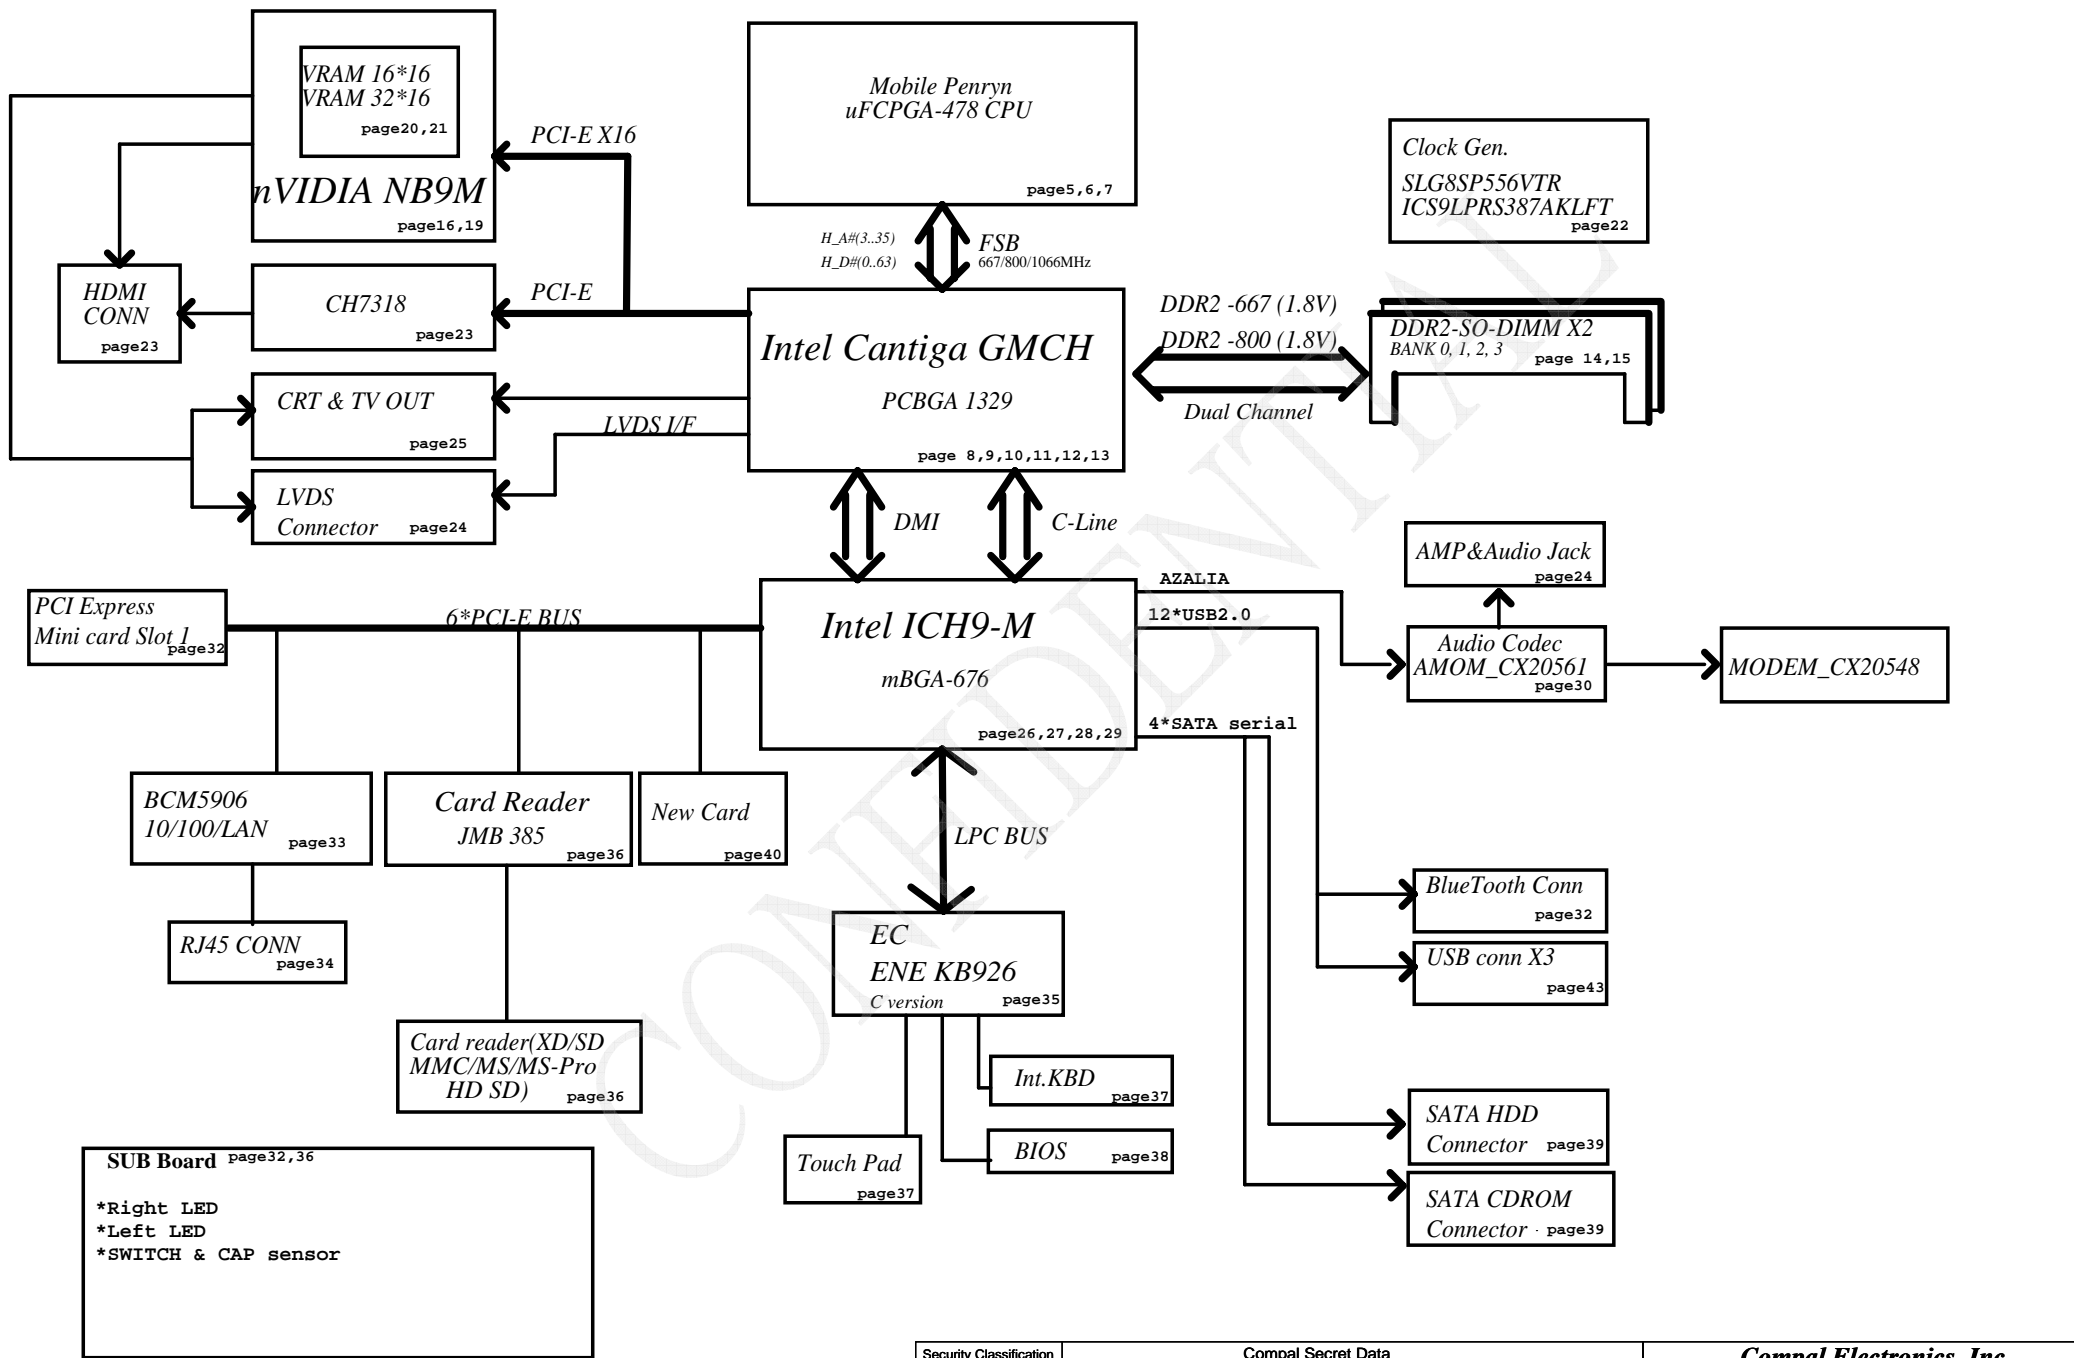 VRAM 16*16
VRAM 32*16
page20,21
nVIDIA NB9M
page16,19
PCI-E X16
Mobile Penryn
uFCPGA-478 CPU
page5,6,7
Clock Gen.
SLG8SP556VTR
ICS9LPRS387AKLFT
page22
H_A#(3..35)
H_D#(0..63)
FSB
667/800/1066MHz
HDMI
CONN
page23
CH7318
page23
PCI-E
Intel Cantiga GMCH
PCBGA 1329
page 8,9,10,11,12,13
DDR2 -667 (1.8V)
DDR2 -800 (1.8V)
Dual Channel
DDR2-SO-DIMM X2
BANK 0, 1, 2, 3
page 14,15
CRT & TV OUT
page25
LVDS I/F
LVDS
Connector
page24
DMI
C-Line
AMP&Audio Jack
page24
PCI Express
Mini card Slot 1
page32
6*PCI-E BUS
Intel ICH9-M
mBGA-676
page26,27,28,29
AZALIA
12*USB2.0
4*SATA serial
Audio Codec
AMOM_CX20561
page30
MODEM_CX20548
BCM5906
10/100/LAN
page33
Card Reader
JMB 385
page36
New Card
page40
LPC BUS
RJ45 CONN
page34
EC
ENE KB926
C version
page35
BlueTooth Conn
page32
USB conn X3
page43
Card reader(XD/SD
MMC/MS/MS-Pro
HD SD)
page36
Int.KBD
page37
BIOS
page38
Touch Pad
page37
SATA HDD
Connector
page39
SATA CDROM
Connector
page39
SUB Board page32,36
*Right LED
*Left LED
*SWITCH & CAP sensor
CONFIDENTIAL
Security Classification
Compal Secret Data
Compal Electronics, Inc.